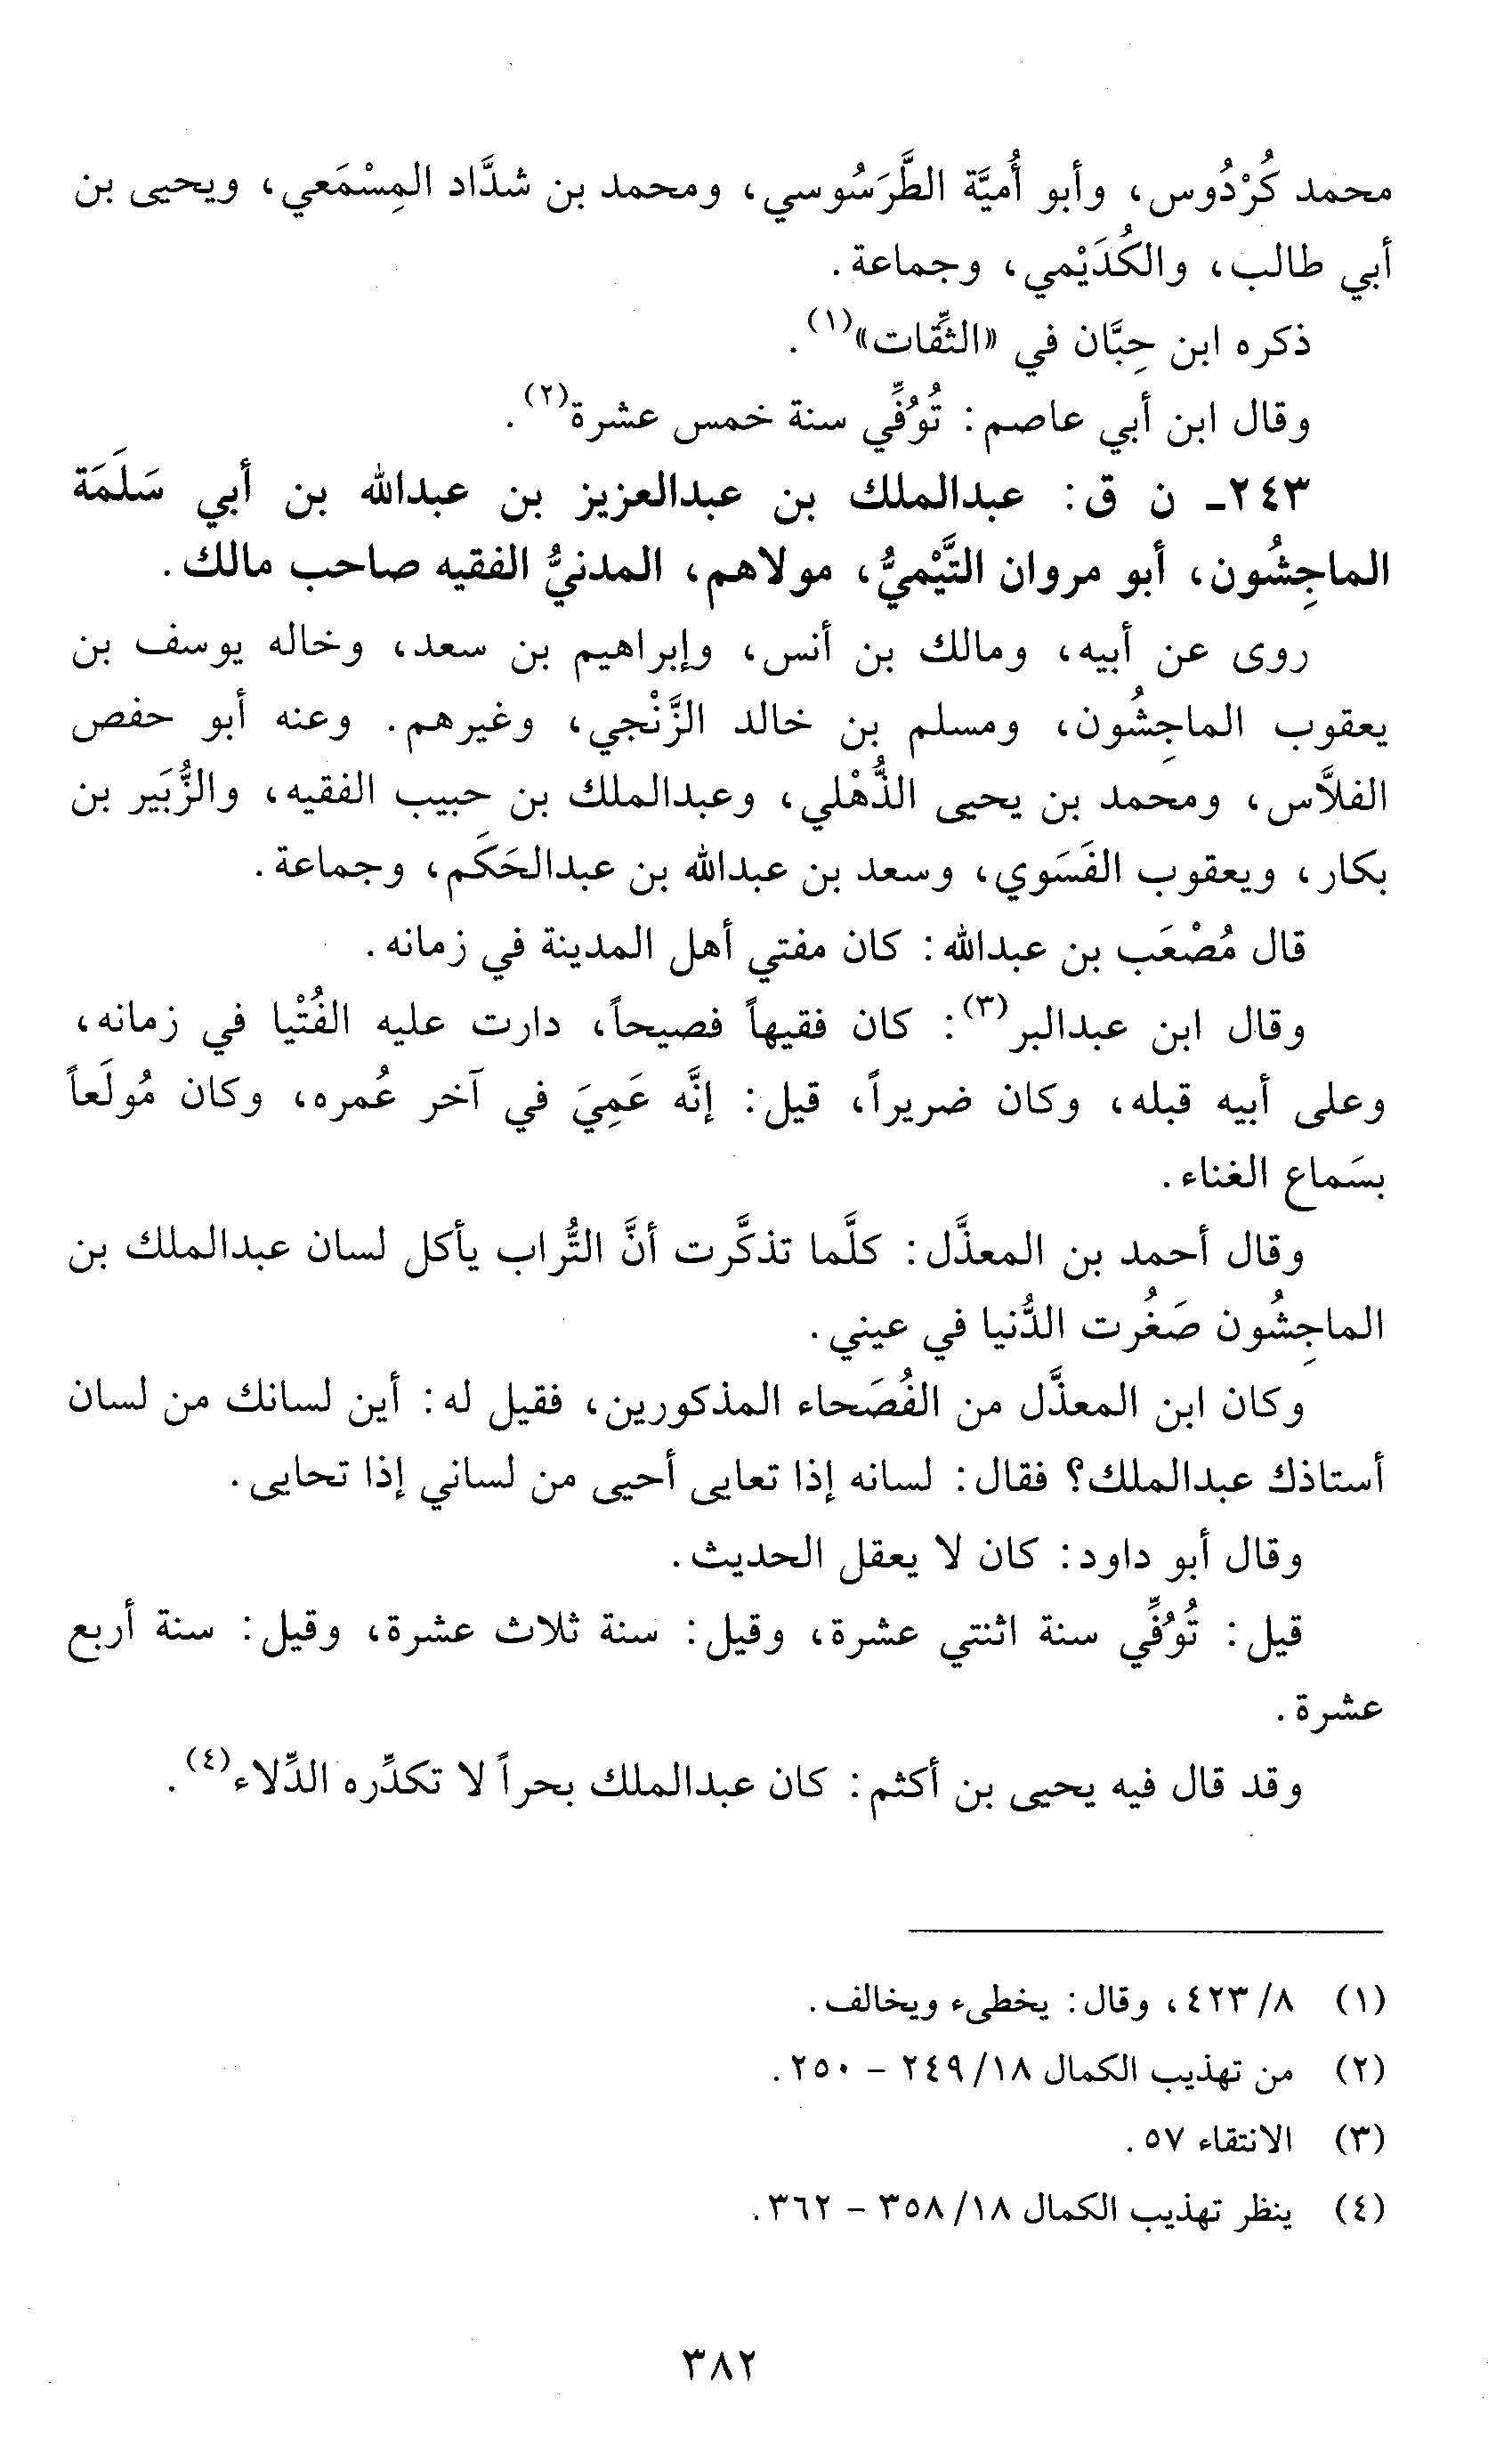 محمد كُرْدُوس، وأبو أُميَّة الطَّرَسُوسي، ومحمد بن شدَّاد المِسْمَعي، ويحيى بن
أبي طالب، والكُدَيْمي، وجماعة.
ذكره ابن حِبَّان في «الثِّقات»(١).
وقال ابن أبي عاصم: تُوُفِّي سنة خمس عشرة(٢).
٢٤٣- ن ق: عبدالملك بن عبدالعزيز بن عبدالله بن أبي سَلَمَة
الماجِشُون، أبو مروان التَّيْميُّ، مولاهم، المدنيُّ الفقيه صاحب مالك.
روى عن أبيه، ومالك بن أنس، وإبراهيم بن سعد، وخاله يوسف بن
يعقوب الماجِشُون، ومسلم بن خالد الزَّنْجي، وغيرهم. وعنه أبو حفص
الفلاَّس، ومحمد بن يحيى الذُّهْلي، وعبدالملك بن حبيب الفقيه، والزُّبَير بن
بكار، ويعقوب الفَسَوي، وسعد بن عبدالله بن عبدالحَكَم، وجماعة.
قال مُصْعَب بن عبدالله: كان مفتي أهل المدينة في زمانه.
وقال ابن عبدالبر(٣): كان فقيهاً فصيحاً، دارت عليه الفُتْيا في زمانه،
وعلى أبيه قبله، وكان ضريراً، قيل: إنَّه عَمِيَ في آخر عُمره، وكان مُولَعاً
بسَماع الغناء.
وقال أحمد بن المعذَّل: كلَّما تذكَّرت أنَّ التُّراب يأكل لسان عبدالملك بن
الماجِشُون صَغُرت الدُّنيا في عيني.
وكان ابن المعذَّل من الفُصَحاء المذكورين، فقيل له: أين لسانك من لسان
أستاذك عبدالملك؟ فقال: لسانه إذا تعايى أحيى من لساني إذا تحايى.
وقال أبو داود: كان لا يعقل الحديث.
قيل: تُوُفِّي سنة اثنتي عشرة، وقيل: سنة ثلاث عشرة، وقيل: سنة أربع
عشرة.
وقد قال فيه يحيى بن أكثم: كان عبدالملك بحراً لا تكدِّره الدِّلاء(٤).
(١) ٨/ ٤٢٣، وقال: يخطىء ويخالف.
(٢) من تهذيب الكمال ١٨/ ٢٤٩ - ٢٥٠.
(٣) الانتقاء ٥٧.
(٤) ينظر تهذيب الكمال ١٨/ ٣٥٨ - ٣٦٢.
٣٨٢